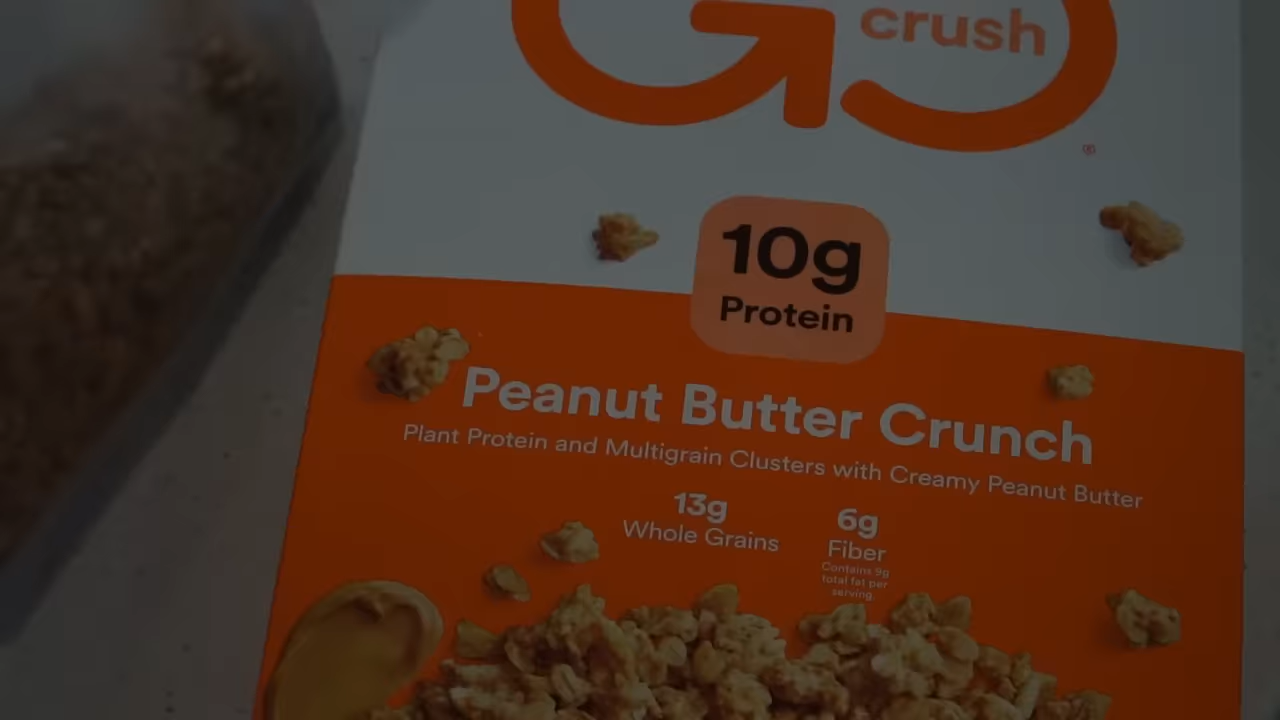 GO
crush
®
10g
Protein
Peanut Butter Crunch
Plant Protein and Multigrain Clusters with Creamy Peanut Butter
13g
Whole Grains
6g
Fiber
Contains 9g
total fat per
serving.